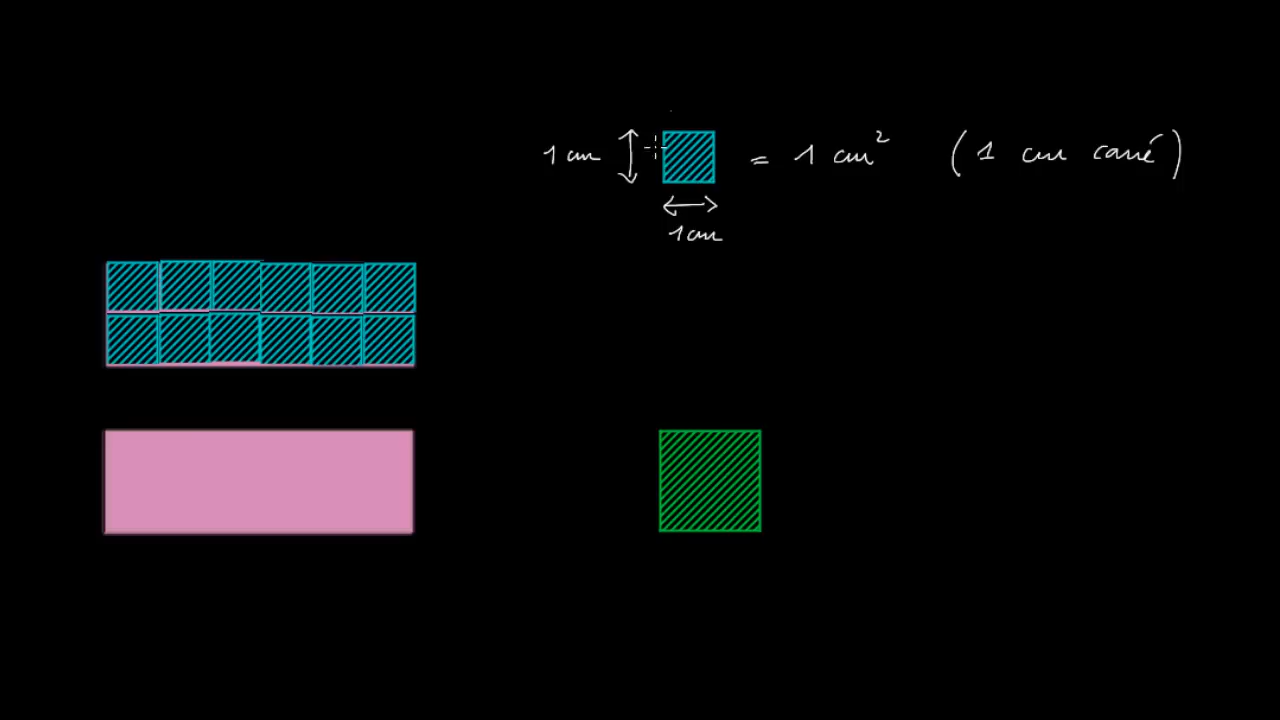 1 cm = 1 cm² (1 cm carré)
1 cm